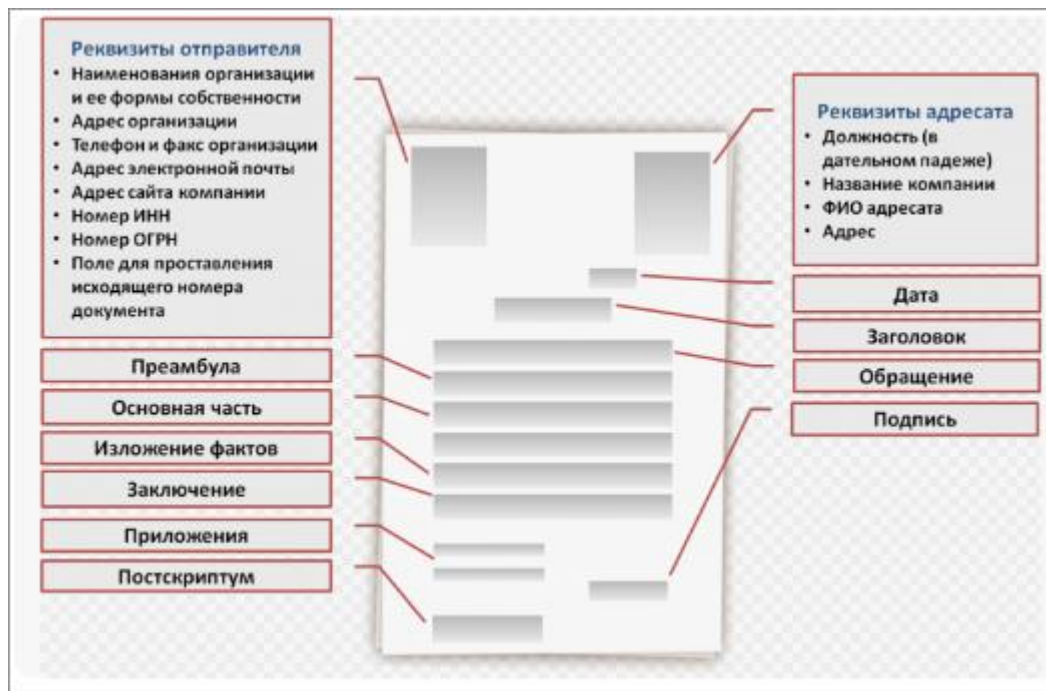 Реквизиты отправителя
• Наименования организации
и ее формы собственности
• Адрес организации
• Телефон и факс организации
• Адрес электронной почты
• Адрес сайта компании
• Номер ИНН
• Номер ОГРН
• Поле для проставления
исходящего номера
документа
Преамбула
Основная часть
Изложение фактов
Заключение
Приложения
Постскриптум
Реквизиты адресата
• Должность (в
дательном падеже)
• Название компании
• ФИО адресата
• Адрес
Дата
Заголовок
Обращение
Подпись